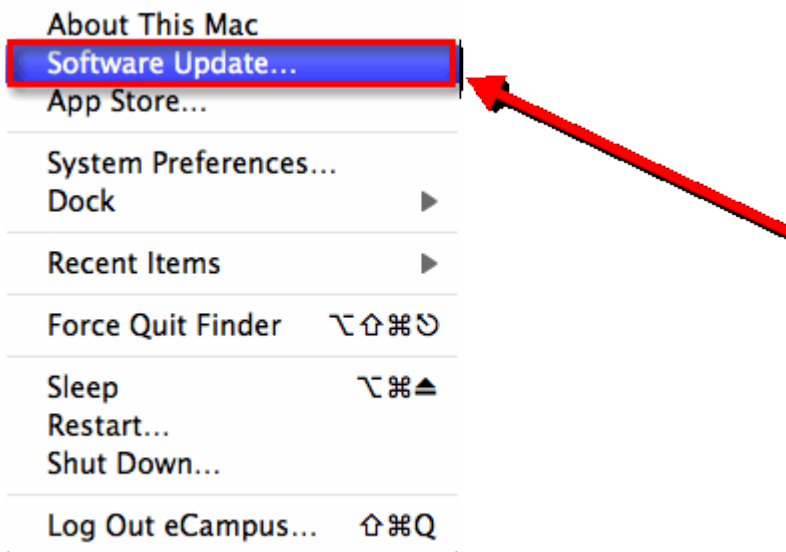 About This Mac
Software Update...
App Store...
System Preferences...
Dock ▶
Recent Items ▶
Force Quit Finder ⌥⇧⌘⎋
Sleep ⌥⌘⏏
Restart...
Shut Down...
Log Out eCampus... ⇧⌘Q